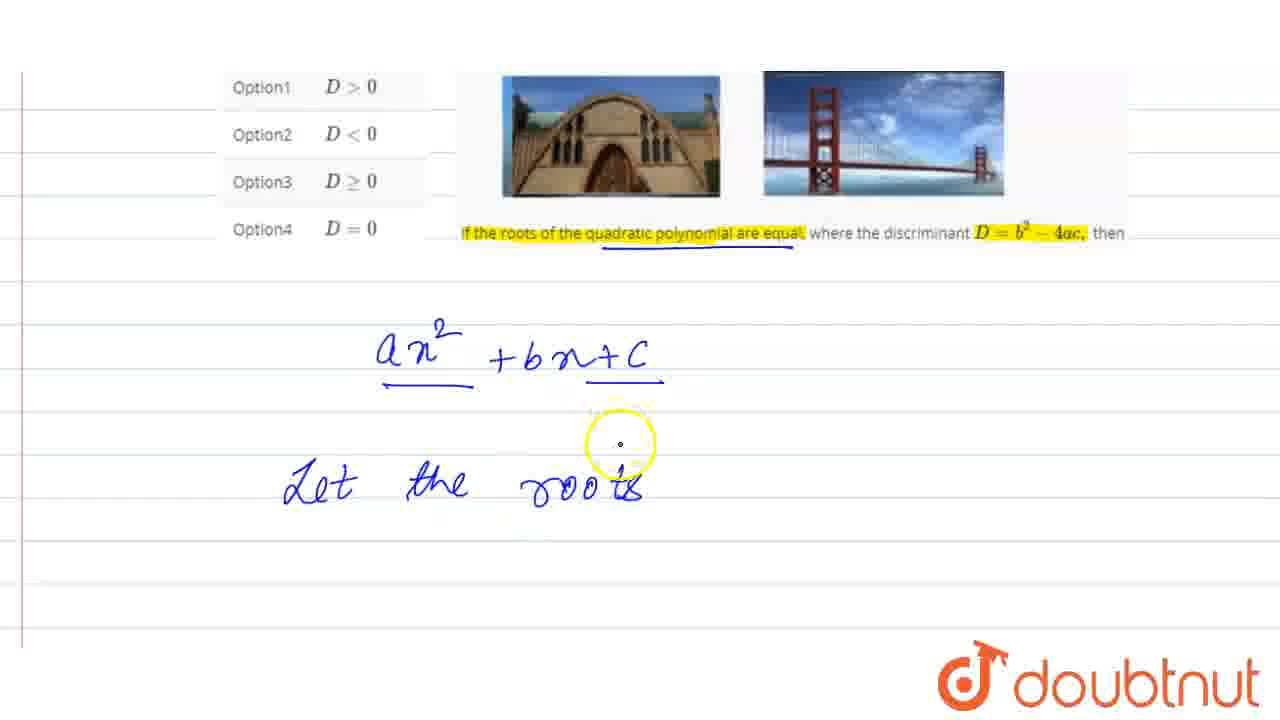 Option1 D > 0
Option2 D < 0
Option3 D ≥ 0
Option4 D = 0
If the roots of the quadratic polynomial are equal, where the discriminant D = b² − 4ac, then
ax² + bx + c
Let the roots
doubtnut